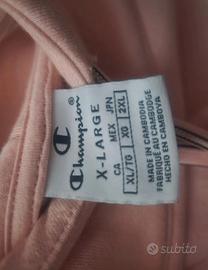 Champion
X-LARGE
CA MEX JPN
XL/TG XG 2XL
MADE IN CAMBODIA
FABRIQUÉ AU CAMBODGE
HECHO EN CAMBOYA
subito